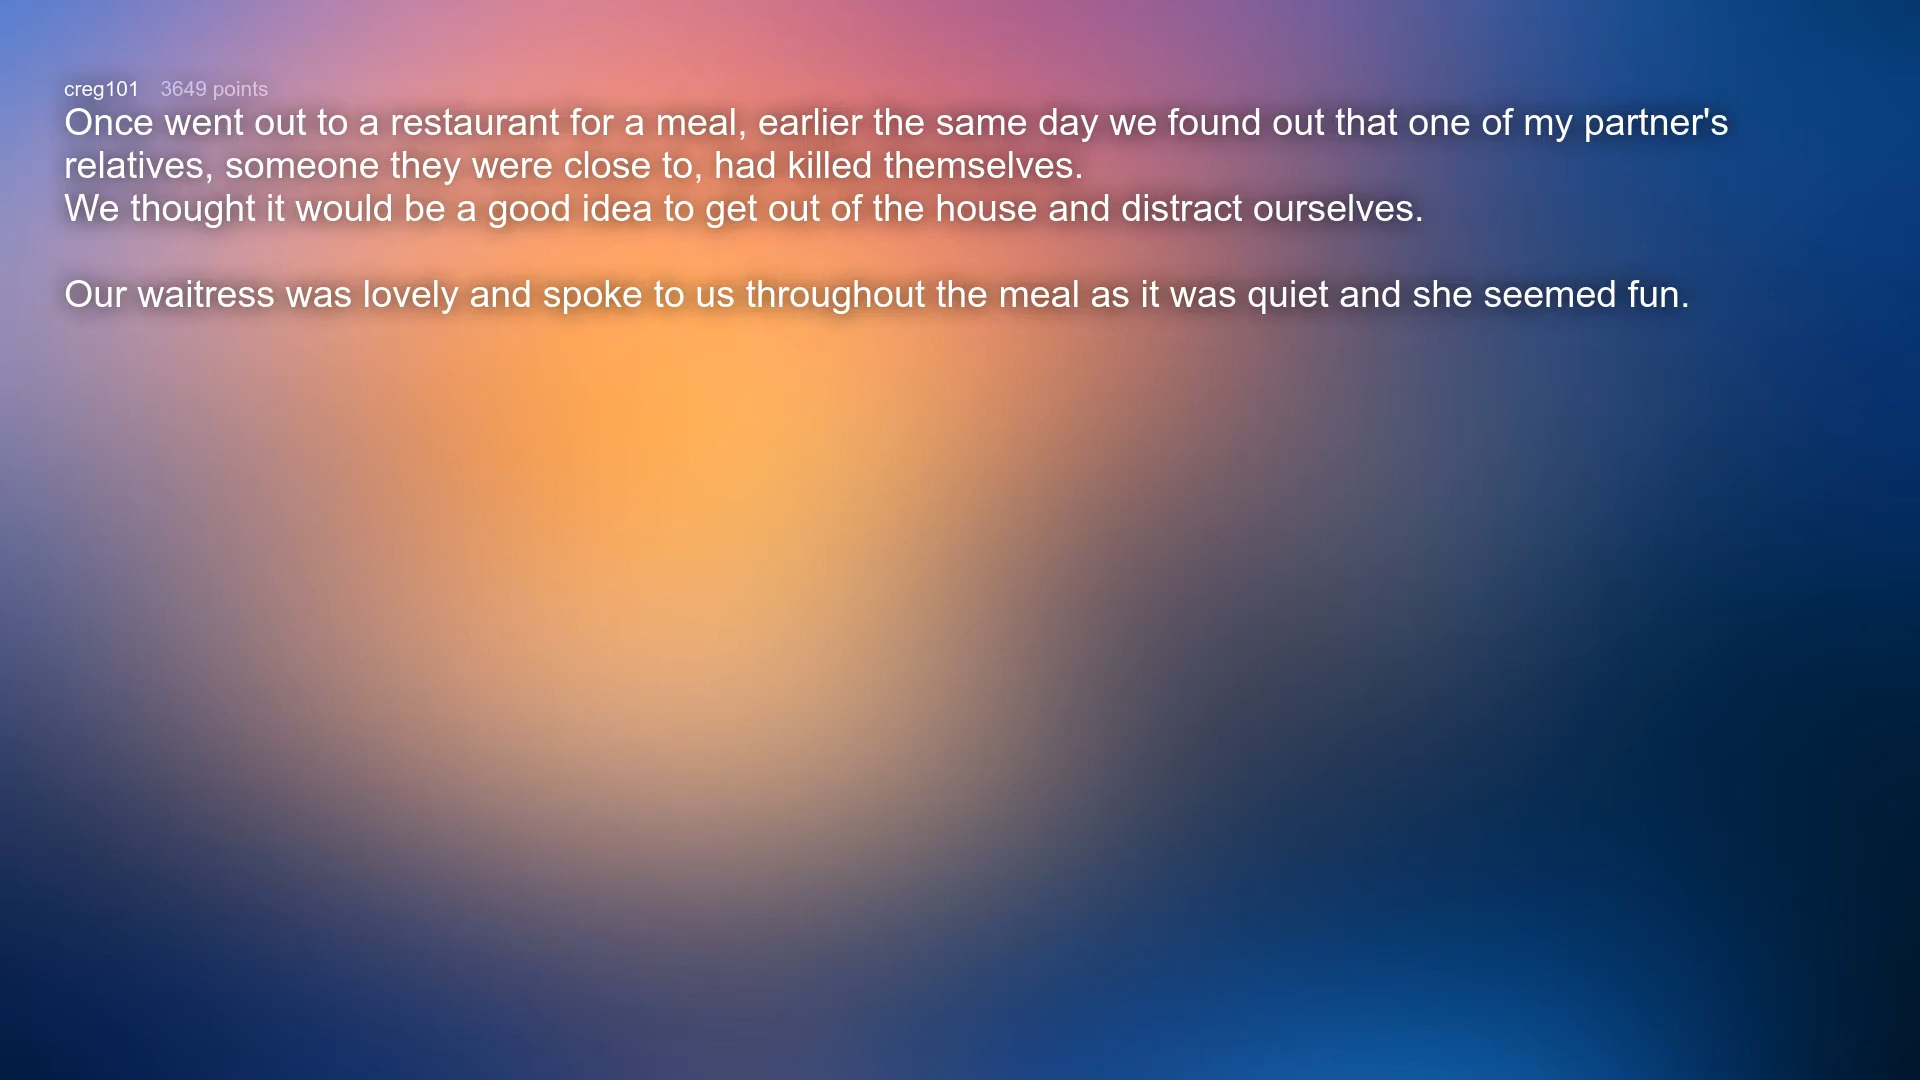 creg101 3649 points
Once went out to a restaurant for a meal, earlier the same day we found out that one of my partner's
relatives, someone they were close to, had killed themselves.
We thought it would be a good idea to get out of the house and distract ourselves.
Our waitress was lovely and spoke to us throughout the meal as it was quiet and she seemed fun.